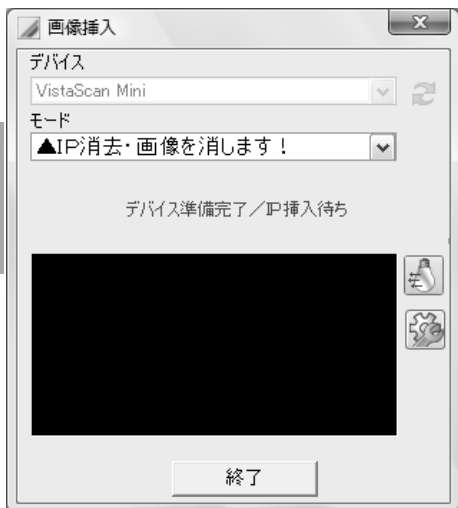 画像挿入
デバイス
VistaScan Mini
モード
▲IP消去・画像を消します！
デバイス準備完了／IP挿入待ち
終了